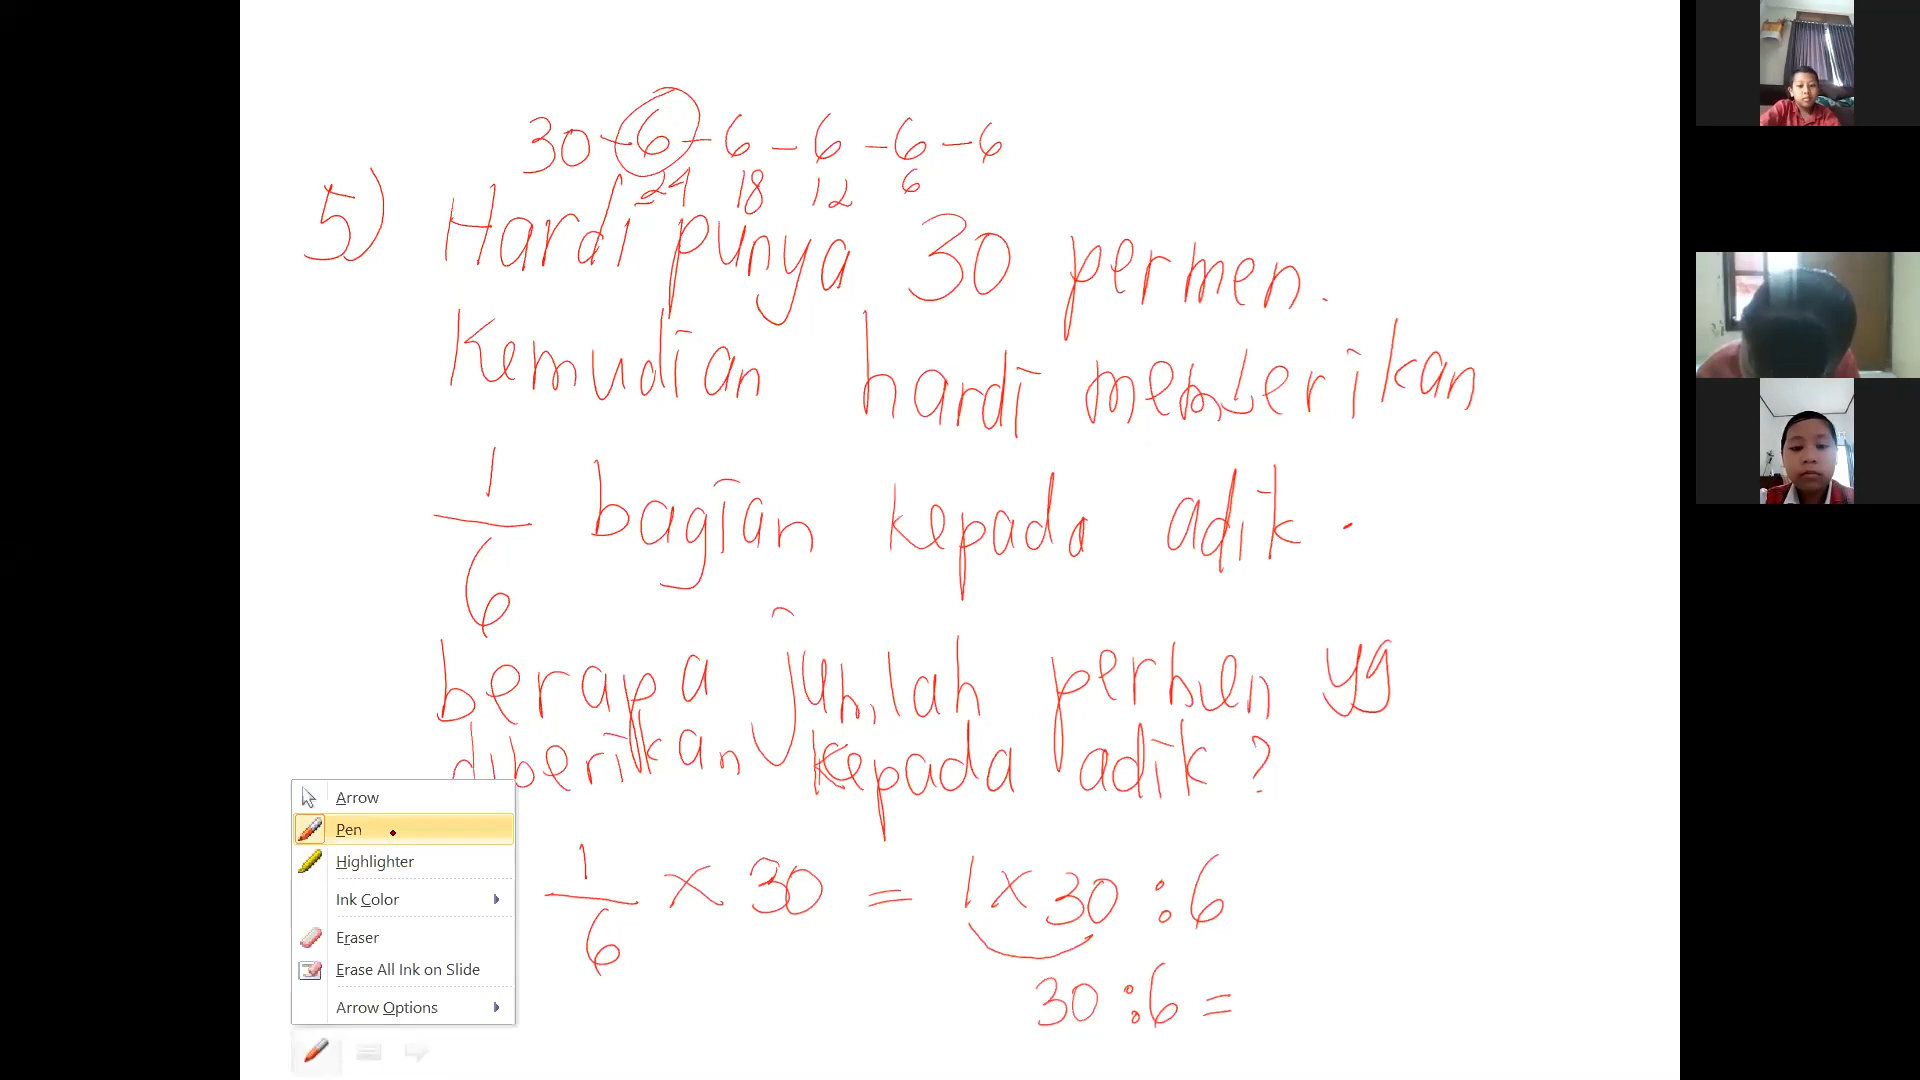 30 - 6 - 6 - 6 - 6 - 6
24 18 12 6
5) Hardi punya 30 permen.
Kemudian hardi memberikan
1/6 bagian kepada adik.
berapa jumlah permen yg
diberikan kepada adik?
1/6 × 30 = 1 × 30 : 6
30 : 6 =
Arrow
Pen
Highlighter
Ink Color
Eraser
Erase All Ink on Slide
Arrow Options